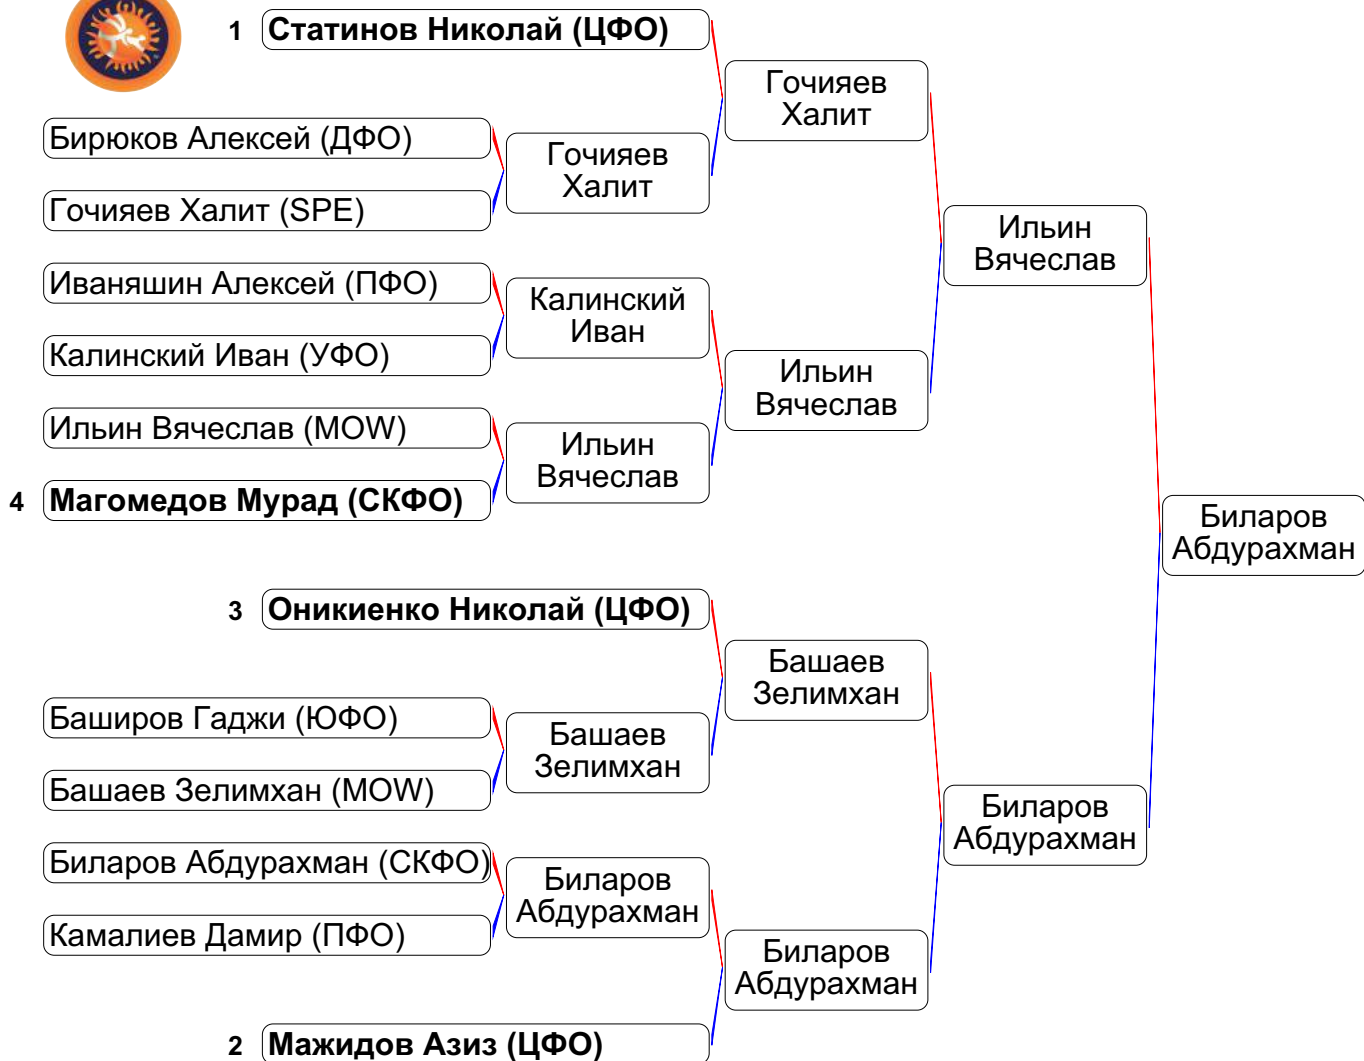 1 Статинов Николай (ЦФО)
Гочияев
Халит
Бирюков Алексей (ДФО)
Гочияев
Халит
Гочияев Халит (SPE)
Ильин
Вячеслав
Иваняшин Алексей (ПФО)
Калинский
Иван
Калинский Иван (УФО)
Ильин
Вячеслав
Ильин Вячеслав (MOW)
Ильин
Вячеслав
4 Магомедов Мурад (СКФО)
Биларов
Абдурахман
3 Оникиенко Николай (ЦФО)
Башаев
Зелимхан
Баширов Гаджи (ЮФО)
Башаев
Зелимхан
Башаев Зелимхан (MOW)
Биларов
Абдурахман
Биларов Абдурахман (СКФО)
Биларов
Абдурахман
Камалиев Дамир (ПФО)
Биларов
Абдурахман
2 Мажидов Азиз (ЦФО)